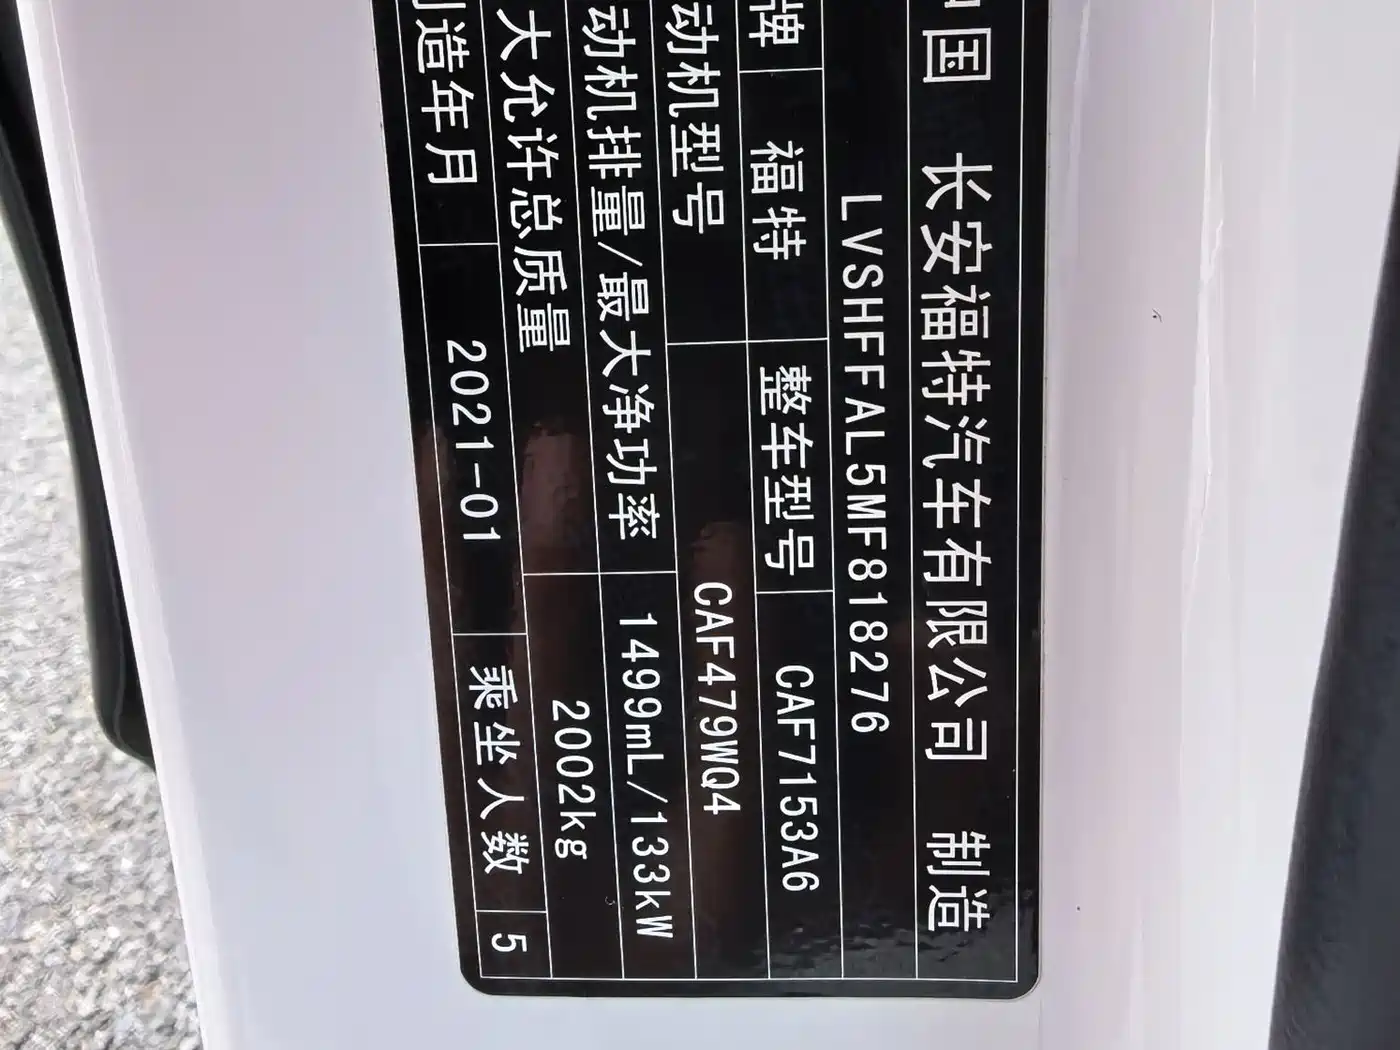 国 长安福特汽车有限公司 制造
LVSHFFAL5MF818276
牌 福特 整车型号 CAF7153A6
动机型号 CAF479WQ4
动机排量/最大净功率 1499mL/133kW
大允许总质量 2002kg
造年月 2021-01 乘坐人数 5